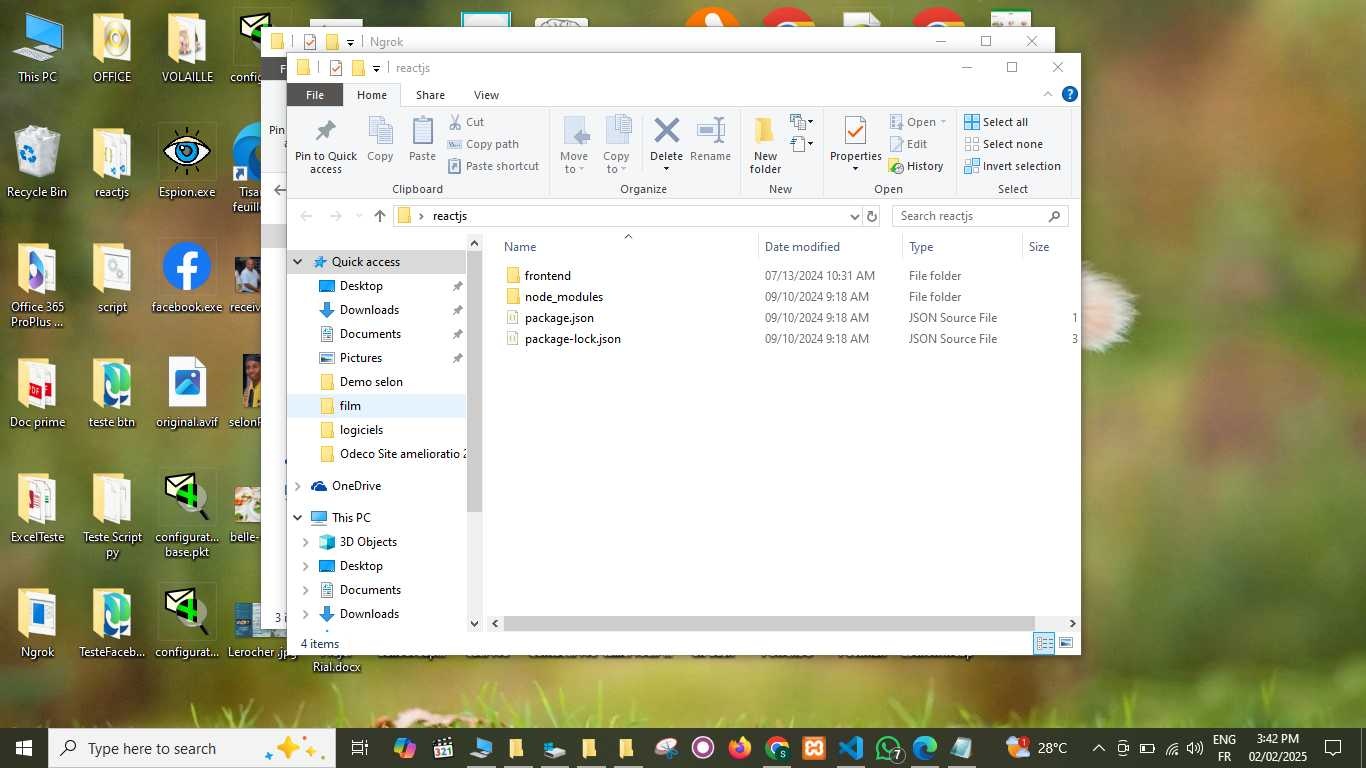 Ngrok
reactjs
File
Home
Share
View
Pin to Quick access
Copy
Paste
Cut
Copy path
Paste shortcut
Move to
Copy to
Delete
Rename
New folder
Properties
Open
Edit
History
Select all
Select none
Invert selection
Clipboard
Organize
New
Open
Select
reactjs
Search reactjs
Name
Date modified
Type
Size
frontend 07/13/2024 10:31 AM File folder
node_modules 09/10/2024 9:18 AM File folder
package.json 09/10/2024 9:18 AM JSON Source File 1
package-lock.json 09/10/2024 9:18 AM JSON Source File 3
Quick access
Desktop
Downloads
Documents
Pictures
Demo selon
film
logiciels
Odeco Site amelioratio 2
OneDrive
This PC
3D Objects
Desktop
Documents
Downloads
4 items
This PC
OFFICE
VOLAILLE
Recycle Bin
reactjs
Espion.exe
Office 365 ProPlus ...
script
facebook.exe
Doc prime
teste btn
original.avif
ExcelTeste
Teste Script py
configurat... base.pkt
Ngrok
TesteFaceb...
configurat...
Lerocher .jpg
Rial.docx
Type here to search
321
7
1
28°C
ENG
FR
3:42 PM
02/02/2025